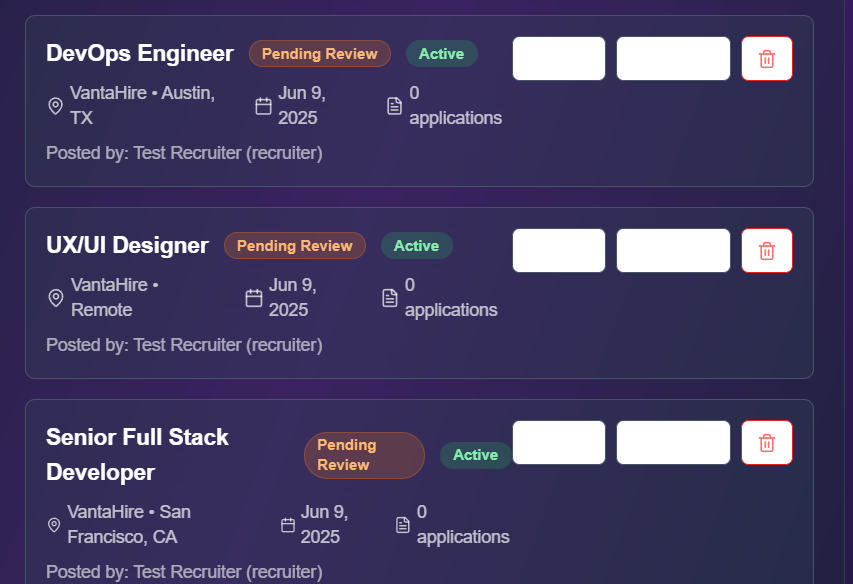 DevOps Engineer Pending Review Active
VantaHire • Austin, Jun 9, 0
TX 2025 applications
Posted by: Test Recruiter (recruiter)
UX/UI Designer Pending Review Active
VantaHire • Jun 9, 0
Remote 2025 applications
Posted by: Test Recruiter (recruiter)
Senior Full Stack Pending
Developer Review Active
VantaHire • San Jun 9, 0
Francisco, CA 2025 applications
Posted by: Test Recruiter (recruiter)